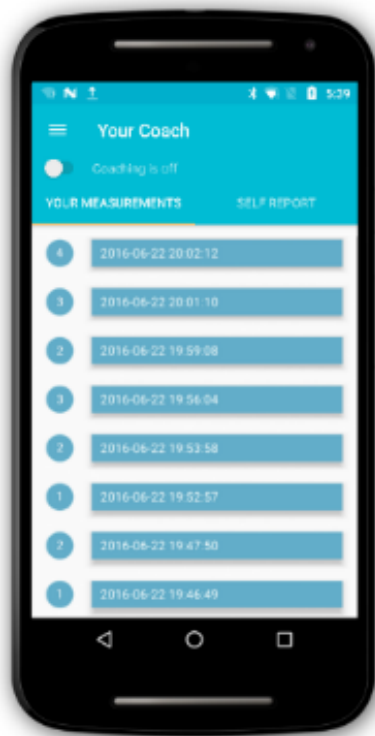 5:39
Your Coach
Coaching is off
YOUR MEASUREMENTS SELF REPORT
4 2016-06-22 20:02:12
3 2016-06-22 20:01:10
2 2016-06-22 19:59:08
3 2016-06-22 19:56:04
2 2016-06-22 19:53:58
1 2016-06-22 19:52:57
2 2016-06-22 19:47:50
1 2016-06-22 19:46:49